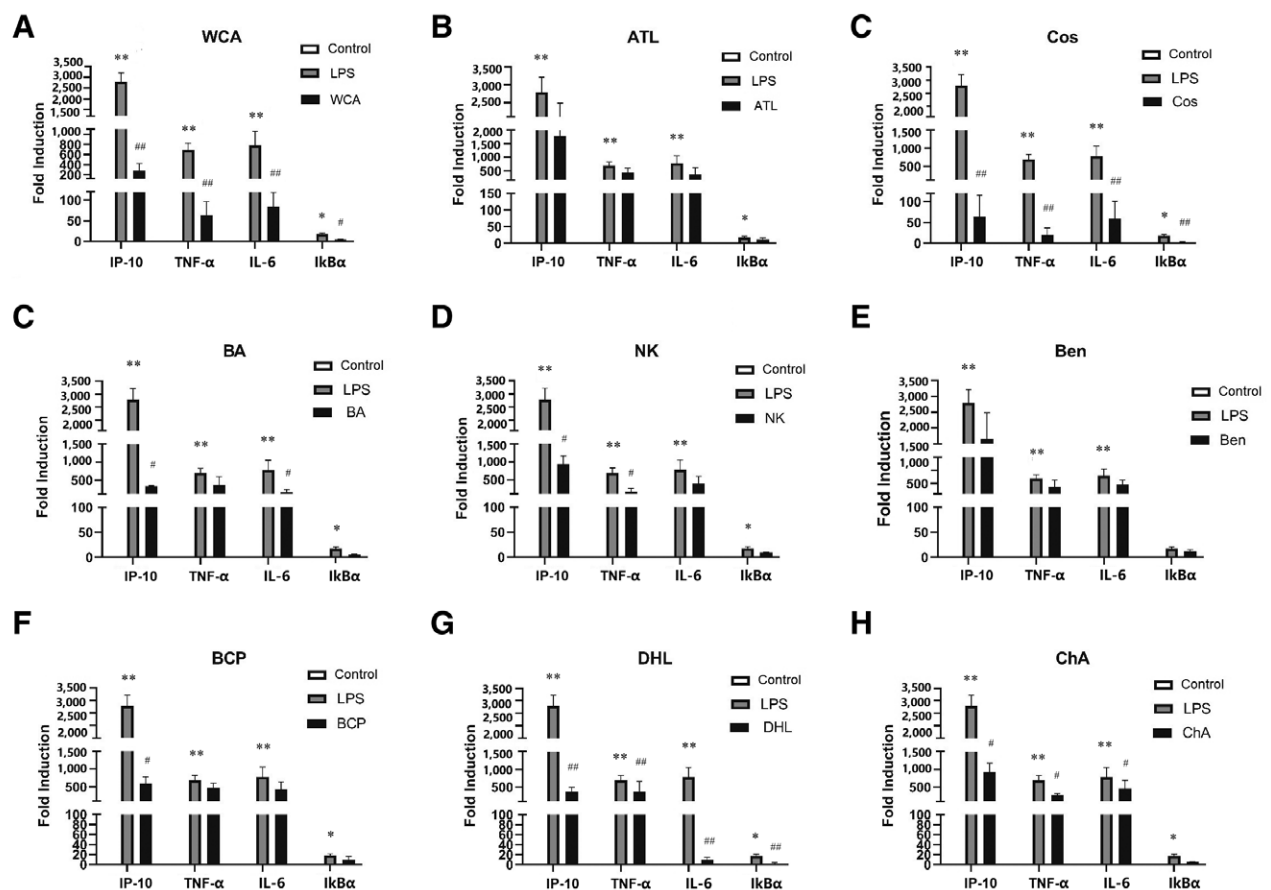 A
WCA
Control
LPS
WCA
Fold Induction
3,500
3,000
2,500
2,000
1,500
1,000
800
600
400
200
100
50
0
**
##
**
##
**
##
*
#
IP-10 TNF-α IL-6 IkBα
B
ATL
Control
LPS
ATL
Fold Induction
3,500
3,000
2,500
2,000
1,500
1,000
500
150
100
50
0
**
**
**
*
IP-10 TNF-α IL-6 IkBα
C
Cos
Control
LPS
Cos
Fold Induction
3,500
3,000
2,500
2,000
1,500
1,000
500
150
100
50
0
**
##
**
##
**
##
*
##
IP-10 TNF-α IL-6 IkBα
C
BA
Control
LPS
BA
Fold Induction
3,500
3,000
2,500
2,000
1,500
1,000
500
100
50
0
**
#
**
**
#
*
IP-10 TNF-α IL-6 IkBα
D
NK
Control
LPS
NK
Fold Induction
3,500
3,000
2,500
2,000
1,500
1,000
500
100
50
0
**
#
**
#
**
*
IP-10 TNF-α IL-6 IkBα
E
Ben
Control
LPS
Ben
Fold Induction
3,500
3,000
2,500
2,000
1,500
1,000
500
100
50
0
**
**
**
IP-10 TNF-α IL-6 IkBα
F
BCP
Control
LPS
BCP
Fold Induction
3,500
3,000
2,500
2,000
1,500
1,000
500
100
80
60
40
20
0
**
#
**
**
*
IP-10 TNF-α IL-6 IkBα
G
DHL
Control
LPS
DHL
Fold Induction
3,500
3,000
2,500
2,000
1,500
1,000
500
100
80
60
40
20
0
**
##
**
##
**
##
*
##
IP-10 TNF-α IL-6 IkBα
H
ChA
Control
LPS
ChA
Fold Induction
3,500
3,000
2,500
2,000
1,500
1,000
500
100
80
60
40
20
0
**
#
**
#
**
#
*
IP-10 TNF-α IL-6 IkBα